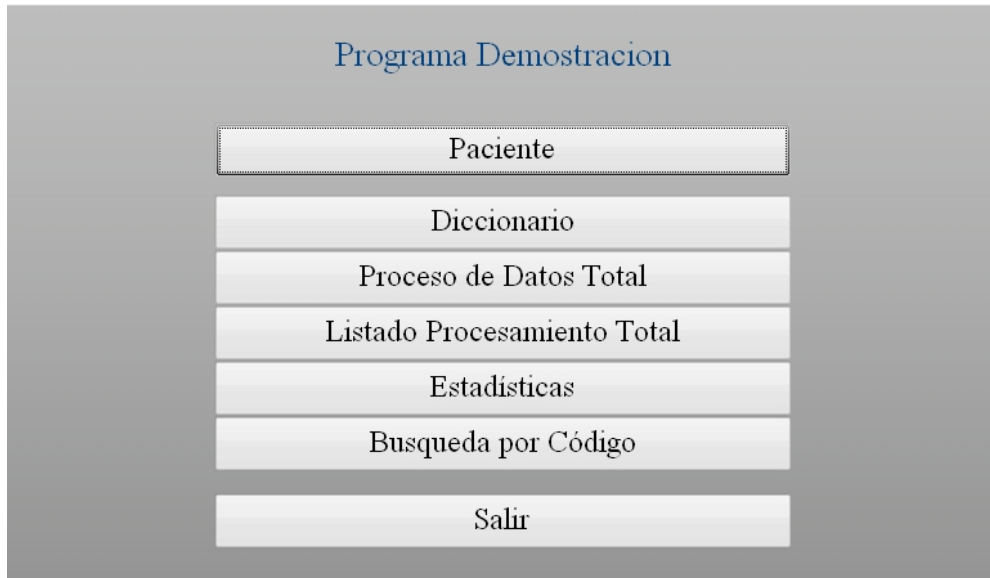 Programa Demostracion
Paciente
Diccionario
Proceso de Datos Total
Listado Procesamiento Total
Estadísticas
Busqueda por Código
Salir